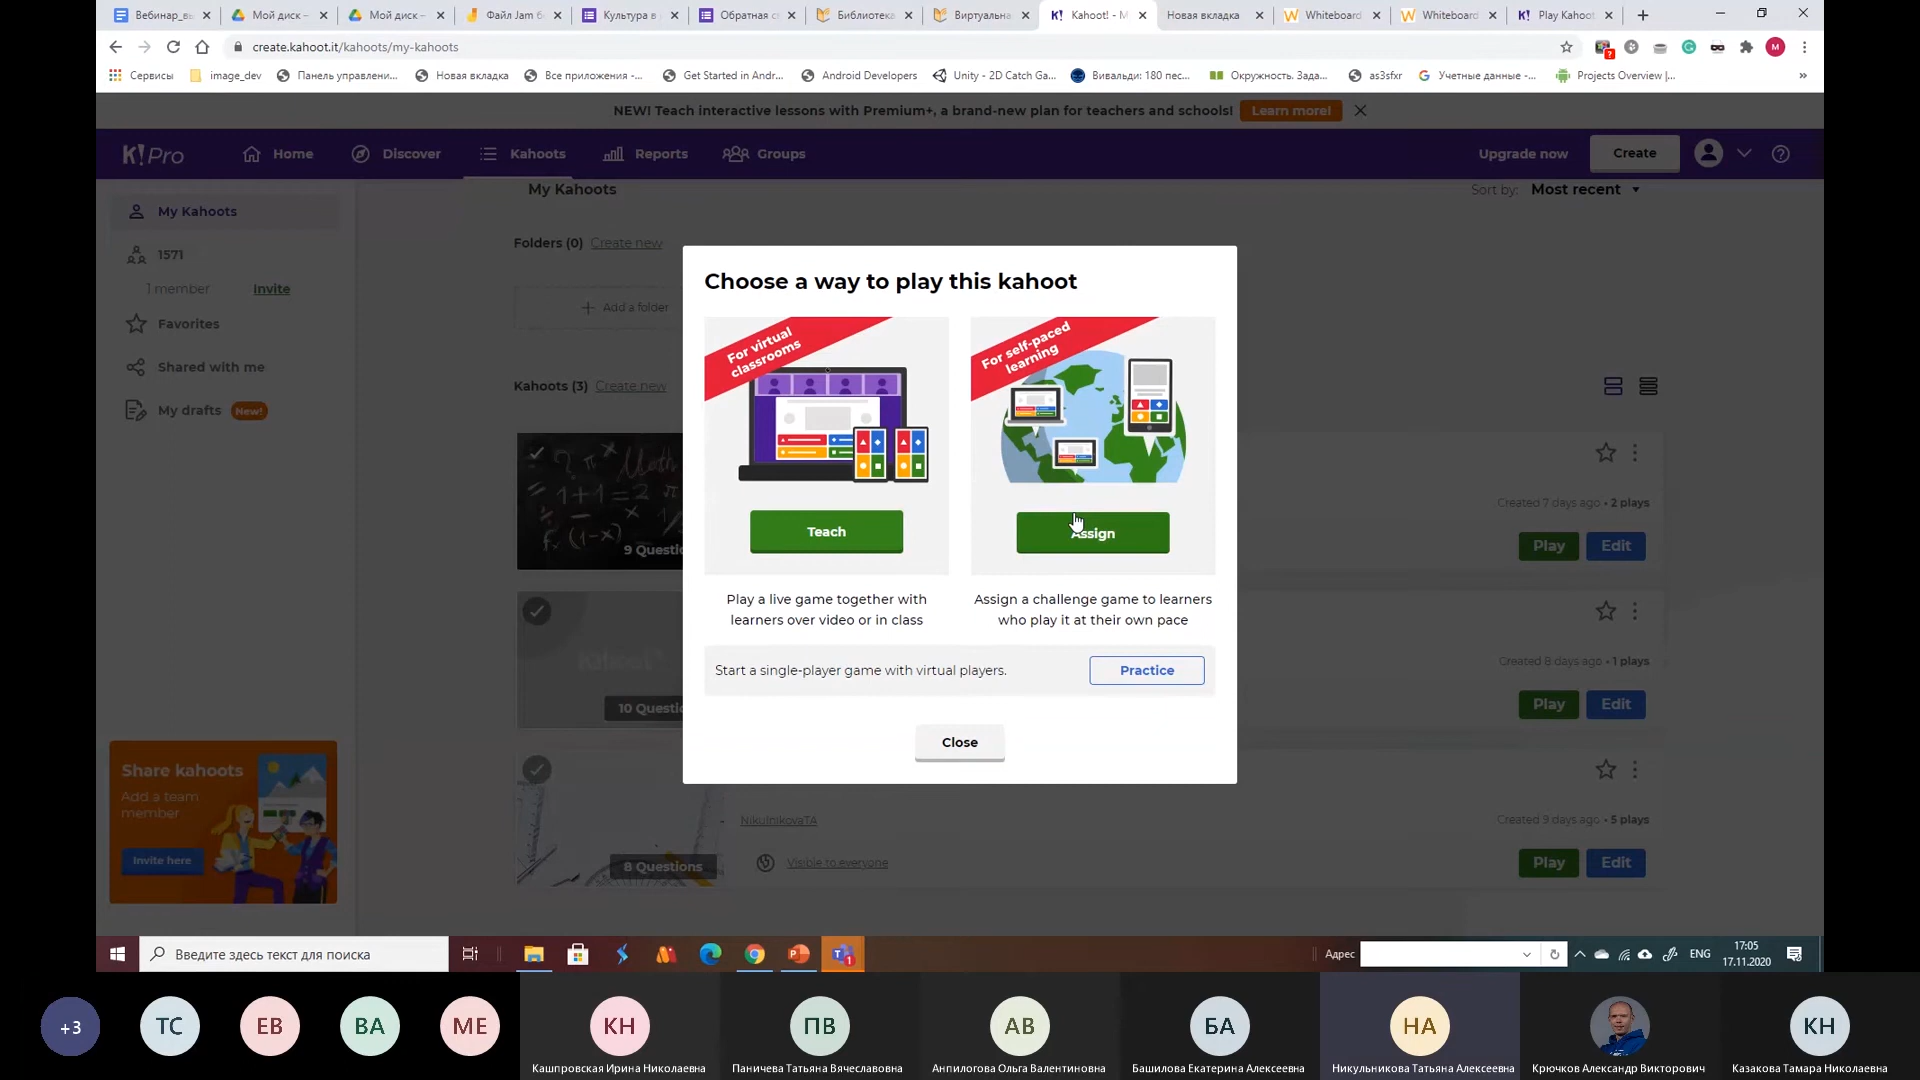 Вебинар_вы
Мой диск –
Мой диск –
Файл Jam б
Культура в
Обратная с
Библиотека
Виртуальна
Kahoot! - M
Новая вкладка
Whiteboard
Whiteboard
Play Kahoo
create.kahoot.it/kahoots/my-kahoots
M
Сервисы
image_dev
Панель управлени...
Новая вкладка
Все приложения -...
Get Started in Andr...
Android Developers
Unity - 2D Catch Ga...
Вивальди: 180 пес...
Окружность. Зада...
as3sfxr
Учетные данные -...
Projects Overview |...
NEW! Teach interactive lessons with Premium+, a brand-new plan for teachers and schools!
Learn more!
K! Pro
Home
Discover
Kahoots
Reports
Groups
Upgrade now
Create
My Kahoots
1571
1 member
Invite
Favorites
Shared with me
My drafts
New!
Share kahoots
Add a team
member
Invite here
My Kahoots
Sort by:
Most recent
Folders (0)
Create new
Add a folder
Kahoots (3)
Create new
Choose a way to play this kahoot
For virtual
classrooms
For self-paced
learning
Teach
Assign
Play a live game together with
learners over video or in class
Assign a challenge game to learners
who play it at their own pace
Start a single-player game with virtual players.
Practice
Close
? π × Math
1+1=2
(1-x)
9 Questio
Created 7 days ago • 2 plays
Play
Edit
Kahoot!
10 Questio
Created 8 days ago • 1 plays
Play
Edit
8 Questions
NikulnikovaTA
Visible to everyone
Created 9 days ago • 5 plays
Play
Edit
Введите здесь текст для поиска
1
Адрес
ENG
17:05
17.11.2020
+3
ТС
ЕВ
ВА
МЕ
КН
Кашпровская Ирина Николаевна
ПВ
Паничева Татьяна Вячеславовна
АВ
Анпилогова Ольга Валентиновна
БА
Башилова Екатерина Алексеевна
НА
Никульникова Татьяна Алексеевна
Крючков Александр Викторович
КН
Казакова Тамара Николаевна